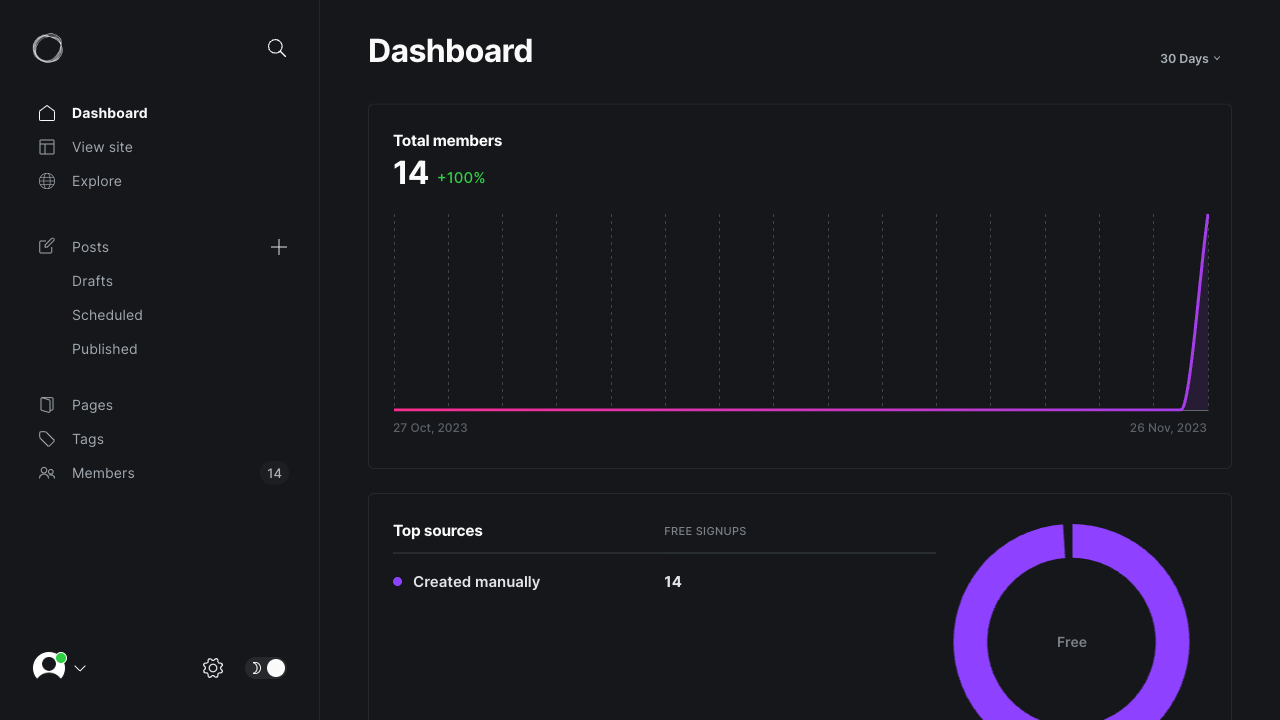 Dashboard
View site
Explore
Posts
Drafts
Scheduled
Published
Pages
Tags
Members 14
Dashboard
30 Days
Total members
14 +100%
27 Oct, 2023 26 Nov, 2023
Top sources FREE SIGNUPS
Created manually 14
Free